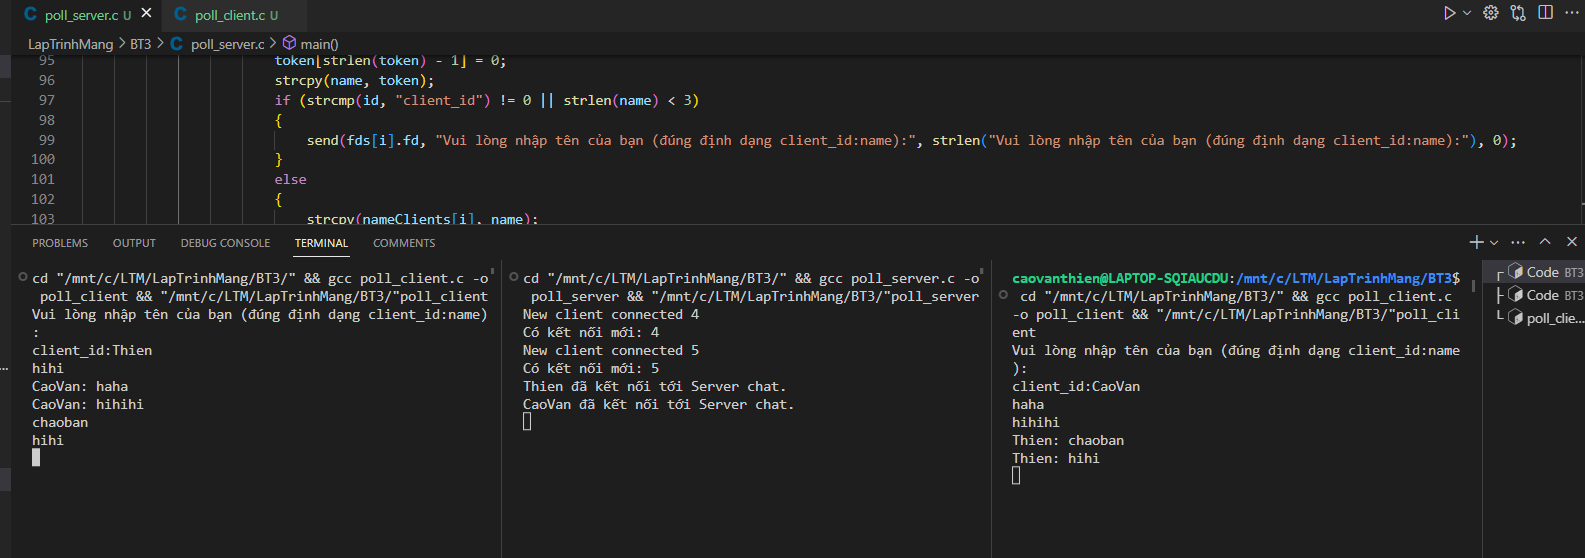 poll_server.c U
poll_client.c U
LapTrinhMang > BT3 > C poll_server.c > main()
95 token[strlen(token) - 1] = 0;
96 strcpy(name, token);
97 if (strcmp(id, "client_id") != 0 || strlen(name) < 3)
98 {
99 send(fds[i].fd, "Vui lòng nhập tên của bạn (đúng định dạng client_id:name):", strlen("Vui lòng nhập tên của bạn (đúng định dạng client_id:name):"), 0);
100 }
101 else
102 {
103 strcpy(nameClients[i], name);
PROBLEMS OUTPUT DEBUG CONSOLE TERMINAL COMMENTS
cd "/mnt/c/LTM/LapTrinhMang/BT3/" && gcc poll_client.c -o
poll_client && "/mnt/c/LTM/LapTrinhMang/BT3/"poll_client
Vui lòng nhập tên của bạn (đúng định dạng client_id:name)
:
client_id:Thien
hihi
CaoVan: haha
CaoVan: hihihi
chaoban
hihi
cd "/mnt/c/LTM/LapTrinhMang/BT3/" && gcc poll_server.c -o
poll_server && "/mnt/c/LTM/LapTrinhMang/BT3/"poll_server
New client connected 4
Có kết nối mới: 4
New client connected 5
Có kết nối mới: 5
Thien đã kết nối tới Server chat.
CaoVan đã kết nối tới Server chat.
caovanthien@LAPTOP-SQIAUCDU:/mnt/c/LTM/LapTrinhMang/BT3$
cd "/mnt/c/LTM/LapTrinhMang/BT3/" && gcc poll_client.c
-o poll_client && "/mnt/c/LTM/LapTrinhMang/BT3/"poll_cli
ent
Vui lòng nhập tên của bạn (đúng định dạng client_id:name
):
client_id:CaoVan
haha
hihihi
Thien: chaoban
Thien: hihi
Code BT3
Code BT3
poll_clie...